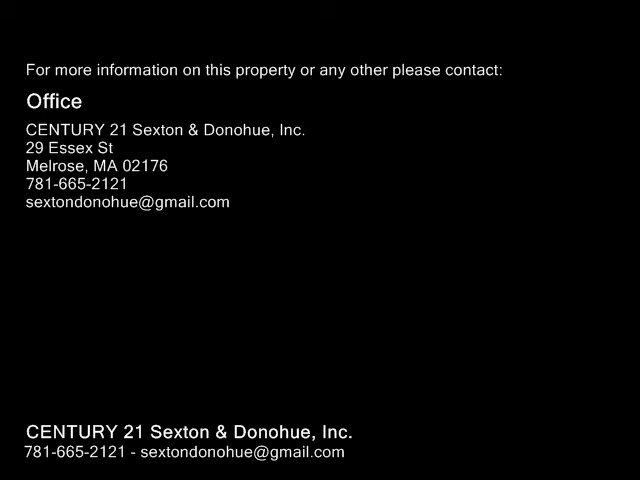 For more information on this property or any other please contact:
Office
CENTURY 21 Sexton & Donohue, Inc.
29 Essex St
Melrose, MA 02176
781-665-2121
sextondonohue@gmail.com
CENTURY 21 Sexton & Donohue, Inc.
781-665-2121 - sextondonohue@gmail.com